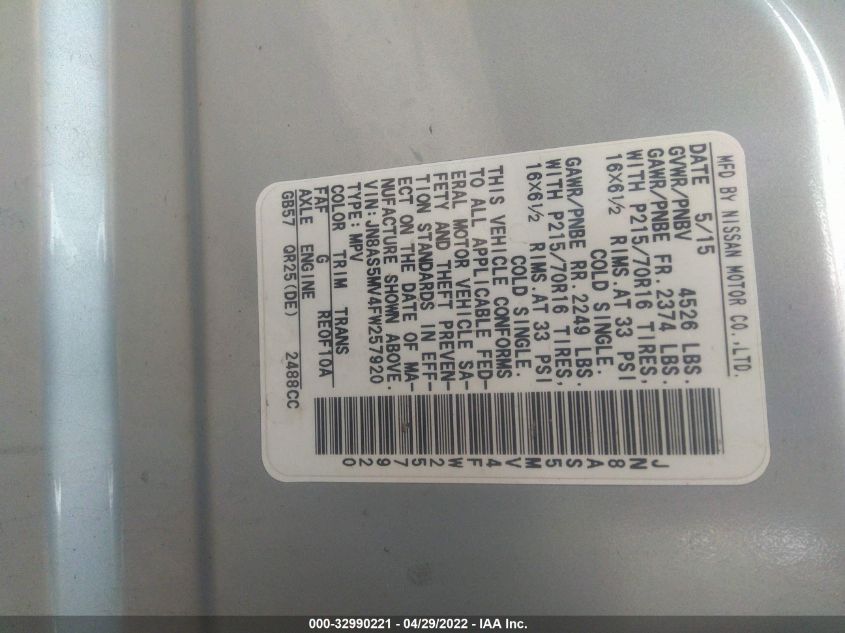 MFD BY NISSAN MOTOR CO.,LTD.
DATE 5/15
GVWR/PNBV 4526 LBS.
GAWR/PNBE FR.2374 LBS.
WITH P215/70R16 TIRES,
16X6½ RIMS AT 33 PSI
COLD SINGLE.
GAWR/PNBE RR.2249 LBS.
WITH P215/70R16 TIRES,
16X6½ RIMS AT 33 PSI
COLD SINGLE.
THIS VEHICLE CONFORMS
TO ALL APPLICABLE FED-
ERAL MOTOR VEHICLE SA-
FETY AND THEFT PREVEN-
TION STANDARDS IN EFF-
ECT ON THE DATE OF MA-
NUFACTURE SHOWN ABOVE.
VIN:JN8AS5MV4FW257920
TYPE:MPV
COLOR TRIM TRANS
FAF G RE0F10A
AXLE ENGINE
GB57 QR25(DE) 2488CC
JN8AS5MV4FW257920
000-32990221 - 04/29/2022 - IAA Inc.